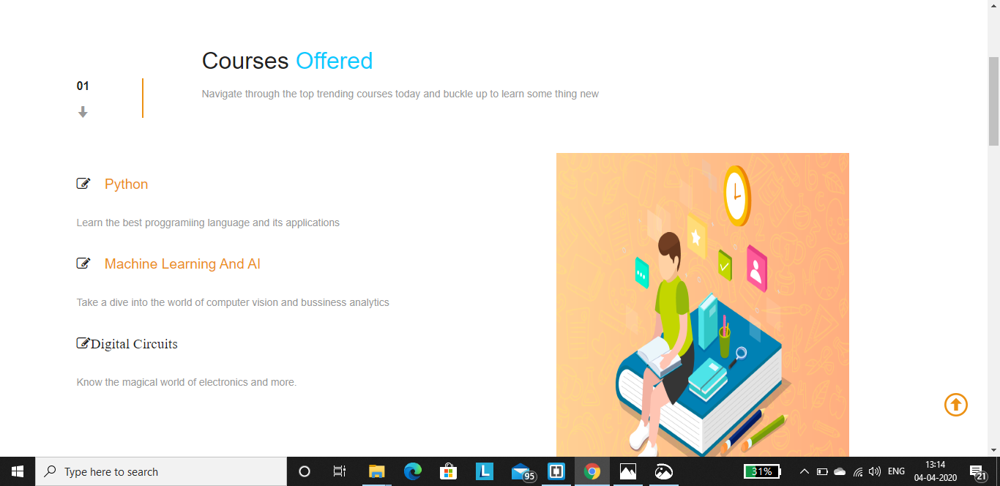 Courses Offered
01
Navigate through the top trending courses today and buckle up to learn some thing new
Python
Learn the best proggramiing language and its applications
Machine Learning And AI
Take a dive into the world of computer vision and bussiness analytics
Digital Circuits
Know the magical world of electronics and more.
Type here to search
L
95
31%
ENG
13:14
04-04-2020
21